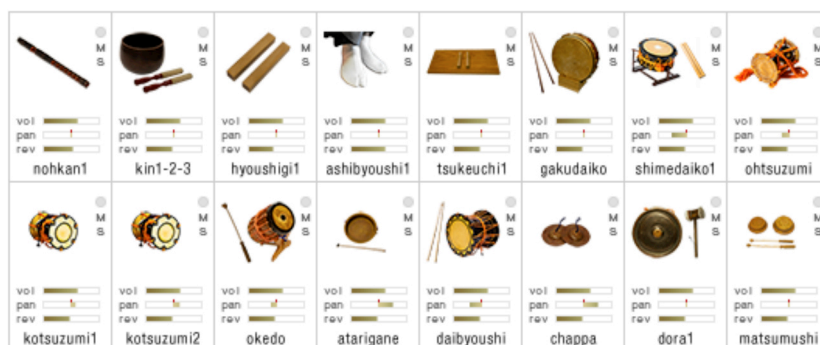 M M M M M M M M
S S S S S S S S
vol vol vol vol vol vol vol vol
pan pan pan pan pan pan pan pan
rev rev rev rev rev rev rev rev
nohkan1 kin1-2-3 hyoushigi1 ashibyoushi1 tsukeuchi1 gakudaiko shimedaiko1 ohtsuzumi
M M M M M M M M
S S S S S S S S
vol vol vol vol vol vol vol vol
pan pan pan pan pan pan pan pan
rev rev rev rev rev rev rev rev
kotsuzumi1 kotsuzumi2 okedo atarigane daibyoushi chappa dora1 matsumushi